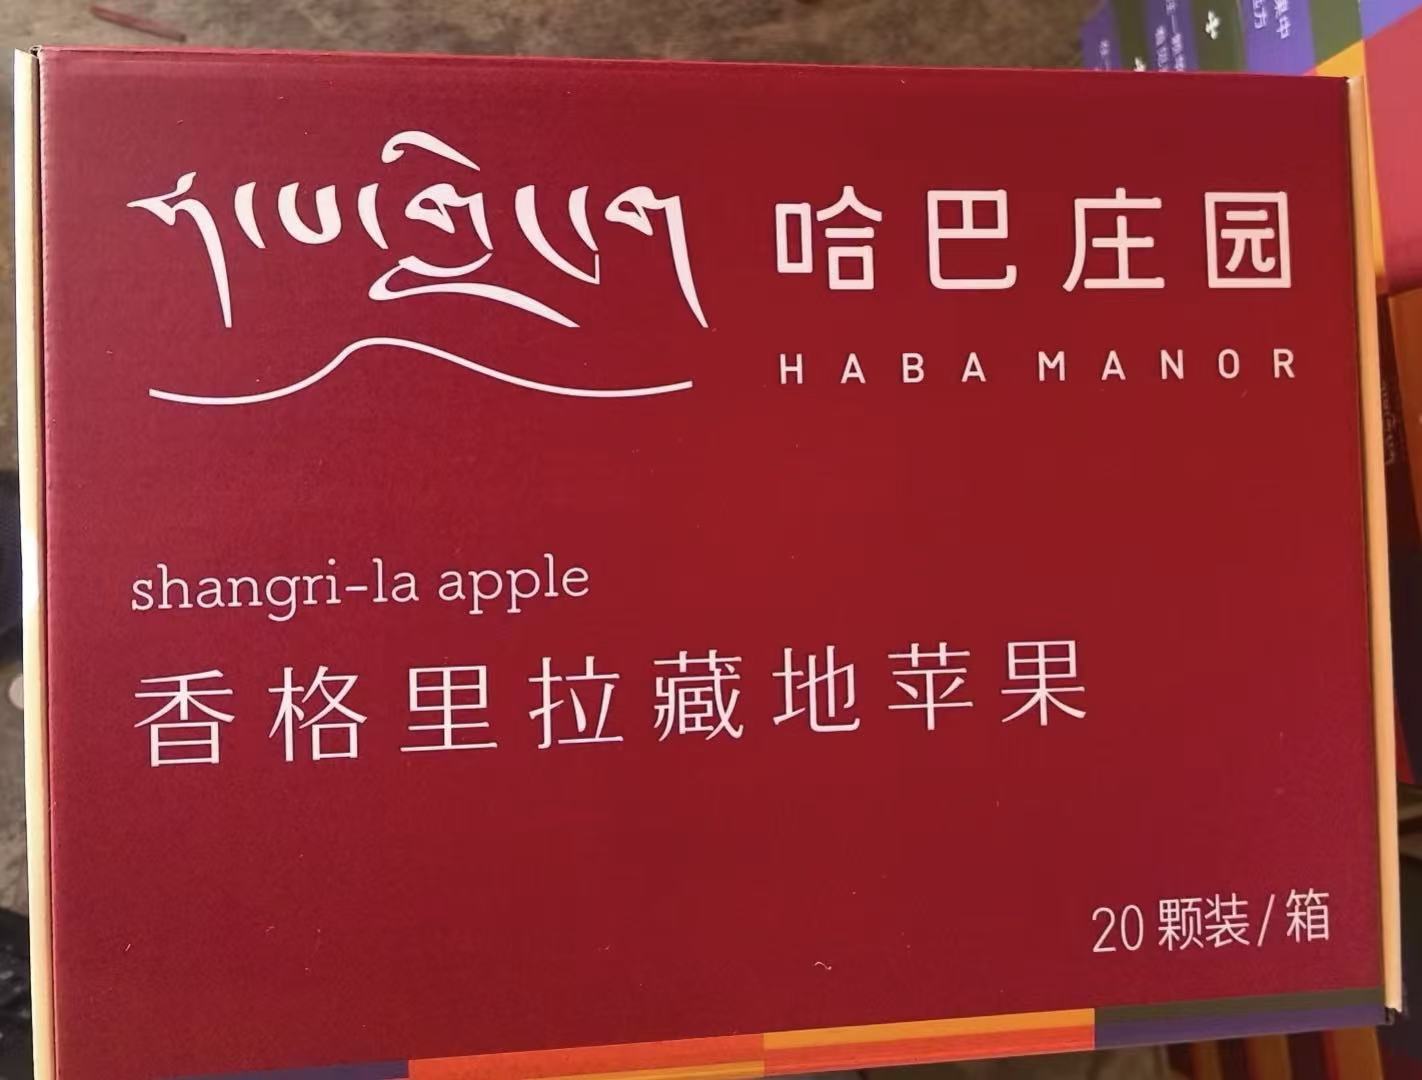 哈巴庄园
HABA MANOR
shangri-la apple
香格里拉藏地苹果
20 颗装/箱